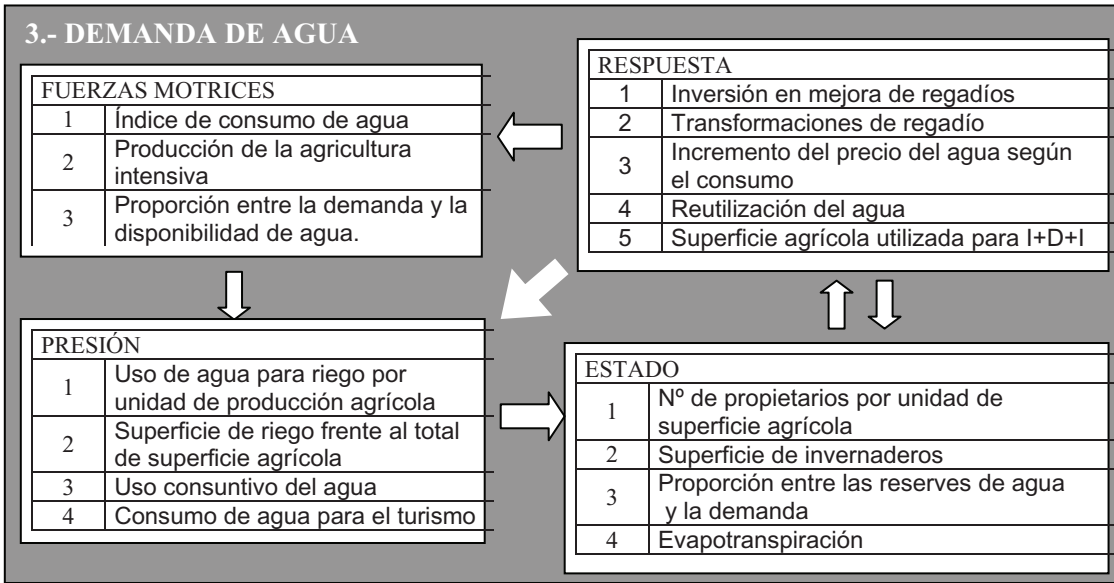 3.- DEMANDA DE AGUA
FUERZAS MOTRICES
1 Índice de consumo de agua
2 Producción de la agricultura
intensiva
3 Proporción entre la demanda y la
disponibilidad de agua.
RESPUESTA
1 Inversión en mejora de regadíos
2 Transformaciones de regadío
3 Incremento del precio del agua según
el consumo
4 Reutilización del agua
5 Superficie agrícola utilizada para I+D+I
PRESIÓN
1 Uso de agua para riego por
unidad de producción agrícola
2 Superficie de riego frente al total
de superficie agrícola
3 Uso consuntivo del agua
4 Consumo de agua para el turismo
ESTADO
1 Nº de propietarios por unidad de
superficie agrícola
2 Superficie de invernaderos
3 Proporción entre las reserves de agua
y la demanda
4 Evapotranspiración